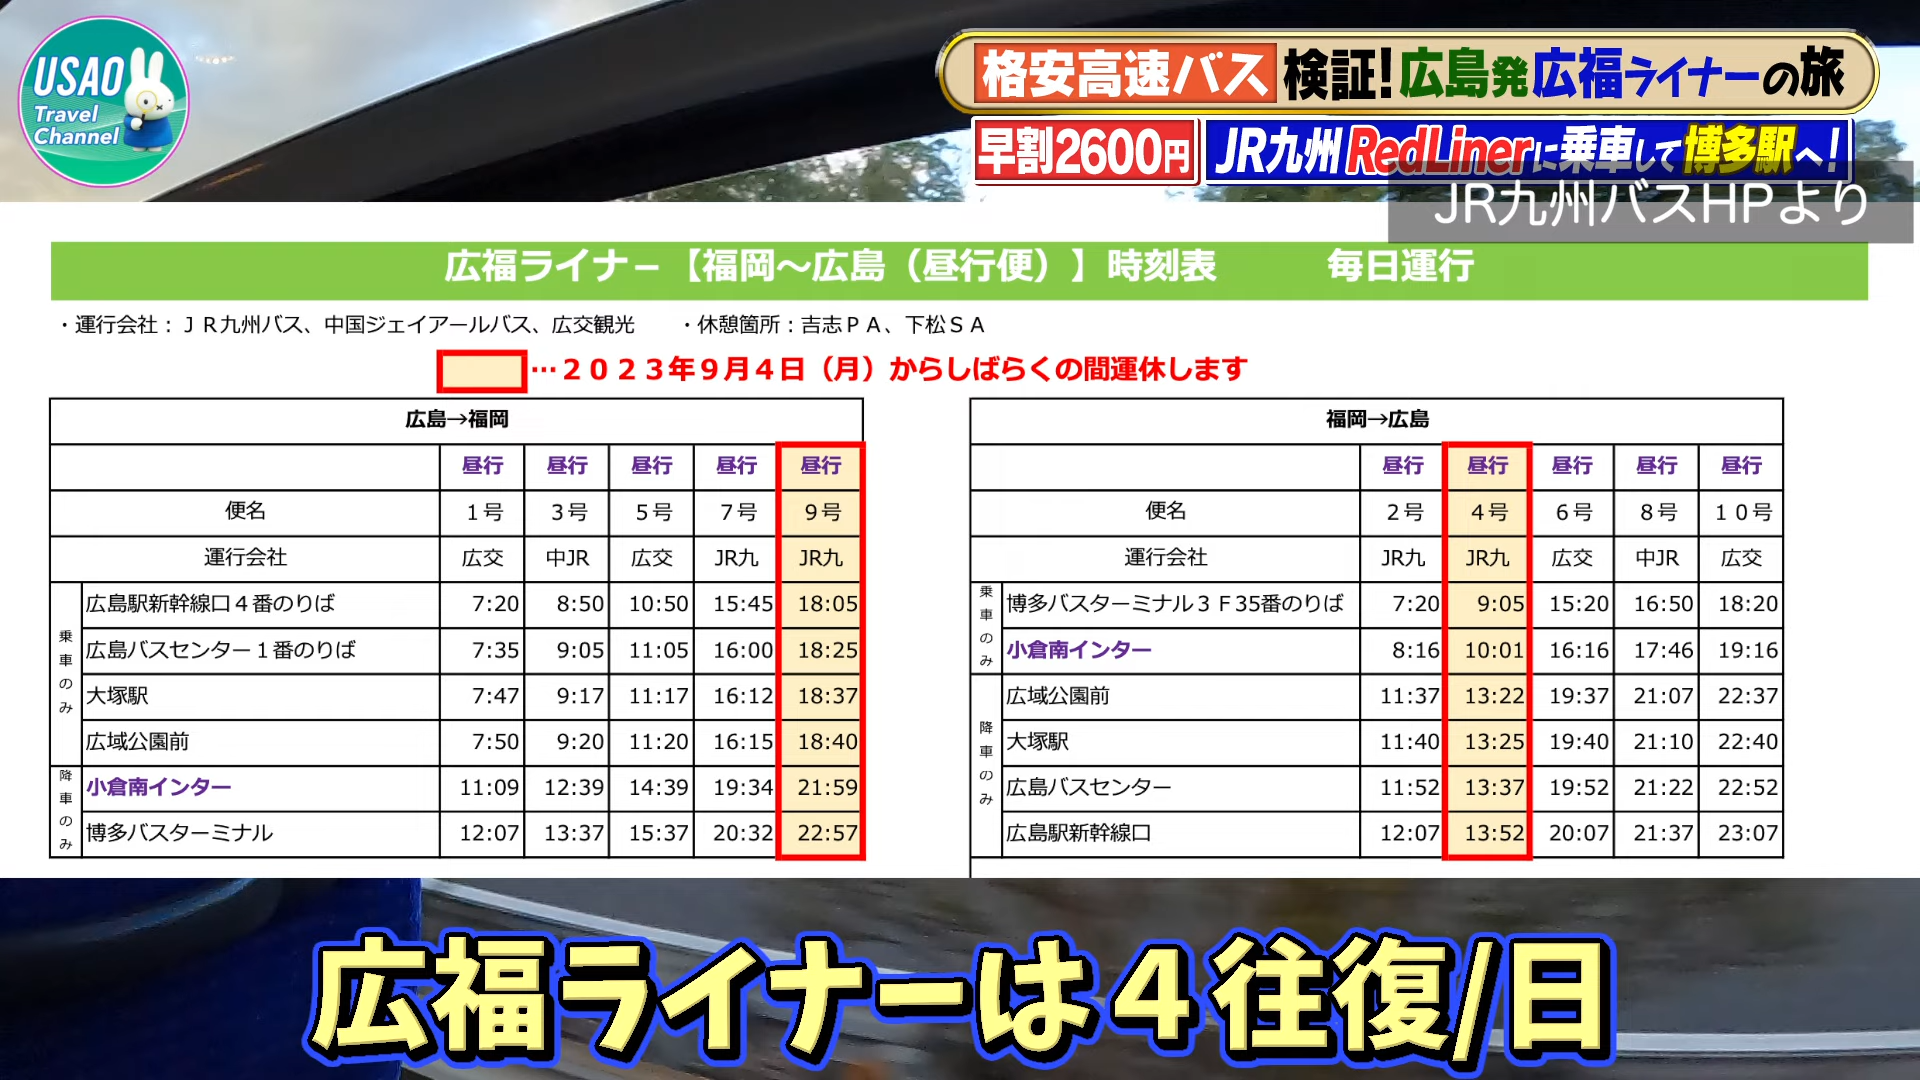 USAO
Travel
Channel
格安高速バス 検証!広島発広福ライナーの旅
早割2600円 JR九州 RedLinerに乗車して博多駅へ!
JR九州バスHPより
広福ライナ－【福岡～広島（昼行便）】時刻表 毎日運行
・運行会社：ＪＲ九州バス、中国ジェイアールバス、広交観光 ・休憩箇所：吉志ＰＡ、下松ＳＡ
…２０２３年９月４日（月）からしばらくの間運休します
広島→福岡
昼行 昼行 昼行 昼行 昼行
便名 １号 ３号 ５号 ７号 ９号
運行会社 広交 中JR 広交 JR九 JR九
乗車のみ
広島駅新幹線口４番のりば 7:20 8:50 10:50 15:45 18:05
広島バスセンター１番のりば 7:35 9:05 11:05 16:00 18:25
大塚駅 7:47 9:17 11:17 16:12 18:37
広域公園前 7:50 9:20 11:20 16:15 18:40
降車のみ
小倉南インター 11:09 12:39 14:39 19:34 21:59
博多バスターミナル 12:07 13:37 15:37 20:32 22:57
福岡→広島
昼行 昼行 昼行 昼行 昼行
便名 ２号 ４号 ６号 ８号 １０号
運行会社 JR九 JR九 広交 中JR 広交
乗車のみ
博多バスターミナル３Ｆ35番のりば 7:20 9:05 15:20 16:50 18:20
小倉南インター 8:16 10:01 16:16 17:46 19:16
降車のみ
広域公園前 11:37 13:22 19:37 21:07 22:37
大塚駅 11:40 13:25 19:40 21:10 22:40
広島バスセンター 11:52 13:37 19:52 21:22 22:52
広島駅新幹線口 12:07 13:52 20:07 21:37 23:07
広福ライナーは４往復/日